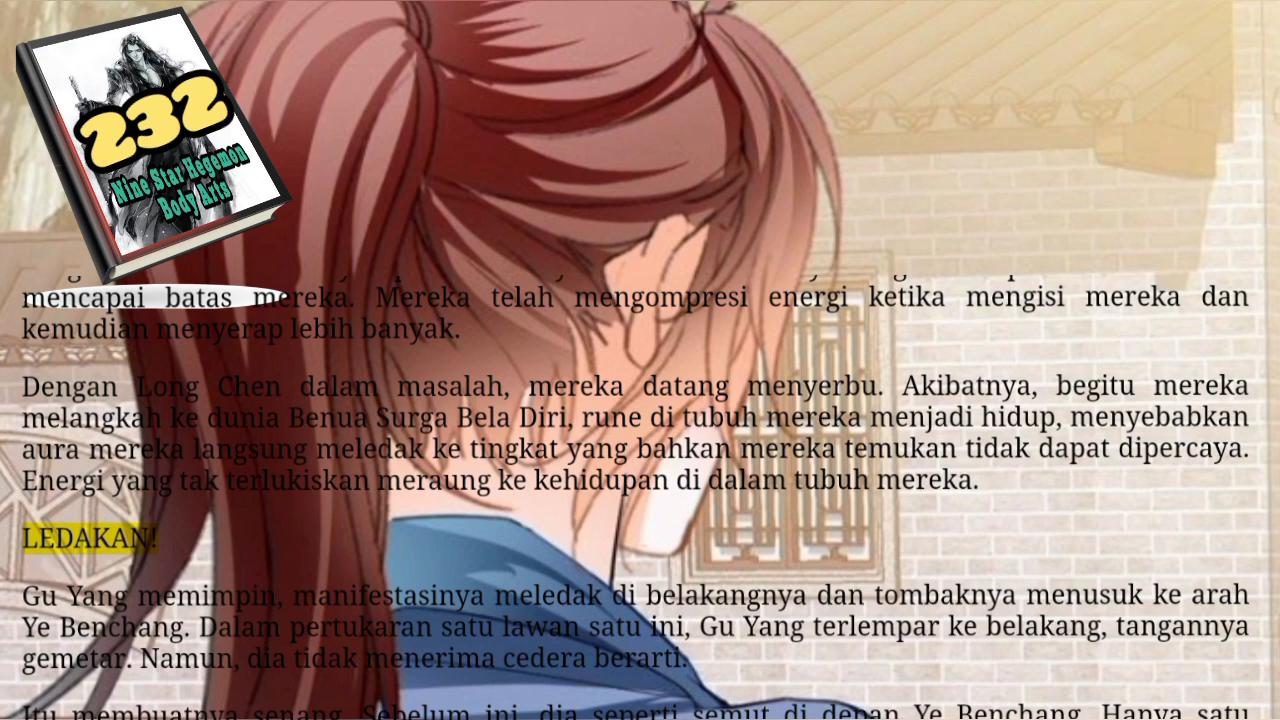 232
Nine Star Hegemon
Body Arts
mencapai batas mereka. Mereka telah mengompresi energi ketika mengisi mereka dan
kemudian menyerap lebih banyak.
Dengan Long Chen dalam masalah, mereka datang menyerbu. Akibatnya, begitu mereka
melangkah ke dunia Benua Surga Bela Diri, rune di tubuh mereka menjadi hidup, menyebabkan
aura mereka langsung meledak ke tingkat yang bahkan mereka temukan tidak dapat dipercaya.
Energi yang tak terlukiskan meraung ke kehidupan di dalam tubuh mereka.
LEDAKAN!
Gu Yang memimpin, manifestasinya meledak di belakangnya dan tombaknya menusuk ke arah
Ye Benchang. Dalam pertukaran satu lawan satu ini, Gu Yang terlempar ke belakang, tangannya
gemetar. Namun, dia tidak menerima cedera berarti.
Itu membuatnya senang. Sebelum ini, dia seperti semut di depan Ye Benchang. Hanya satu